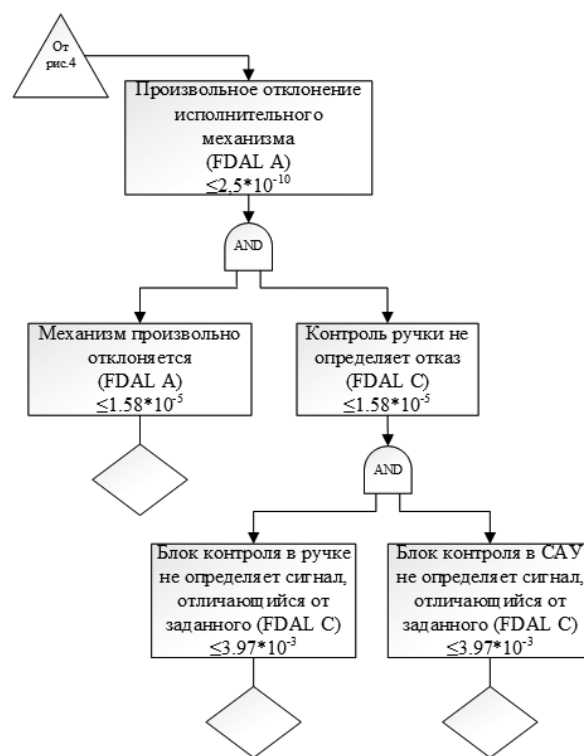 От
рис.4
Произвольное отклонение
исполнительного
механизма
(FDAL A)
≤2,5*10⁻¹⁰
AND
Механизм произвольно
отклоняется
(FDAL A)
≤1.58*10⁻⁵
Контроль ручки не
определяет отказ
(FDAL C)
≤1.58*10⁻⁵
AND
Блок контроля в ручке
не определяет сигнал,
отличающийся от
заданного (FDAL C)
≤3.97*10⁻³
Блок контроля в САУ
не определяет сигнал,
отличающийся от
заданного (FDAL C)
≤3.97*10⁻³